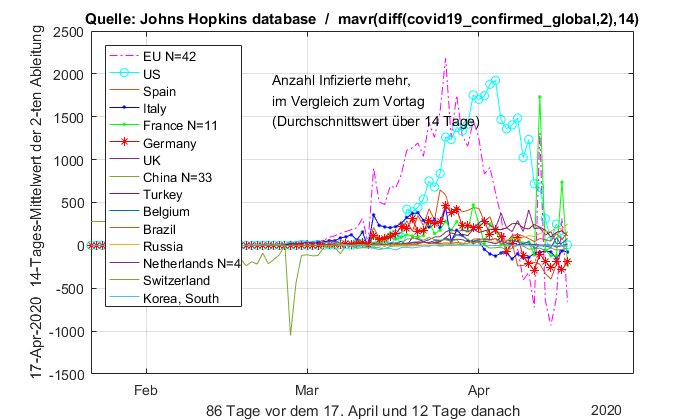 Quelle: Johns Hopkins database / mavr(diff(covid19_confirmed_global,2),14)
17-Apr-2020 14-Tages-Mittelwert der 2-ten Ableitung
2500
2000
1500
1000
500
0
-500
-1000
-1500
EU N=42
US
Spain
Italy
France N=11
Germany
UK
China N=33
Turkey
Belgium
Brazil
Russia
Netherlands N=4
Switzerland
Korea, South
Anzahl Infizierte mehr,
im Vergleich zum Vortag
(Durchschnittswert über 14 Tage)
Feb Mar Apr
86 Tage vor dem 17. April und 12 Tage danach 2020